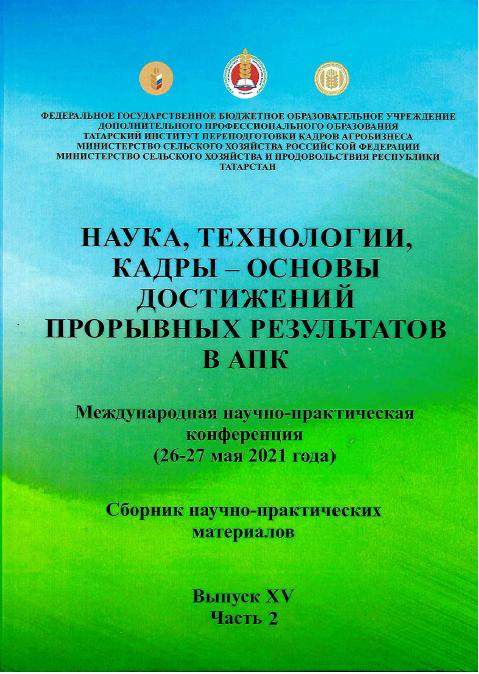 ФЕДЕРАЛЬНОЕ ГОСУДАРСТВЕННОЕ БЮДЖЕТНОЕ ОБРАЗОВАТЕЛЬНОЕ УЧРЕЖДЕНИЕ
ДОПОЛНИТЕЛЬНОГО ПРОФЕССИОНАЛЬНОГО ОБРАЗОВАНИЯ
ТАТАРСКИЙ ИНСТИТУТ ПЕРЕПОДГОТОВКИ КАДРОВ АГРОБИЗНЕСА
МИНИСТЕРСТВО СЕЛЬСКОГО ХОЗЯЙСТВА РОССИЙСКОЙ ФЕДЕРАЦИИ
МИНИСТЕРСТВО СЕЛЬСКОГО ХОЗЯЙСТВА И ПРОДОВОЛЬСТВИЯ РЕСПУБЛИКИ
ТАТАРСТАН
НАУКА, ТЕХНОЛОГИИ,
КАДРЫ – ОСНОВЫ
ДОСТИЖЕНИЙ
ПРОРЫВНЫХ РЕЗУЛЬТАТОВ
В АПК
Международная научно-практическая
конференция
(26-27 мая 2021 года)
Сборник научно-практических
материалов
Выпуск XV
Часть 2